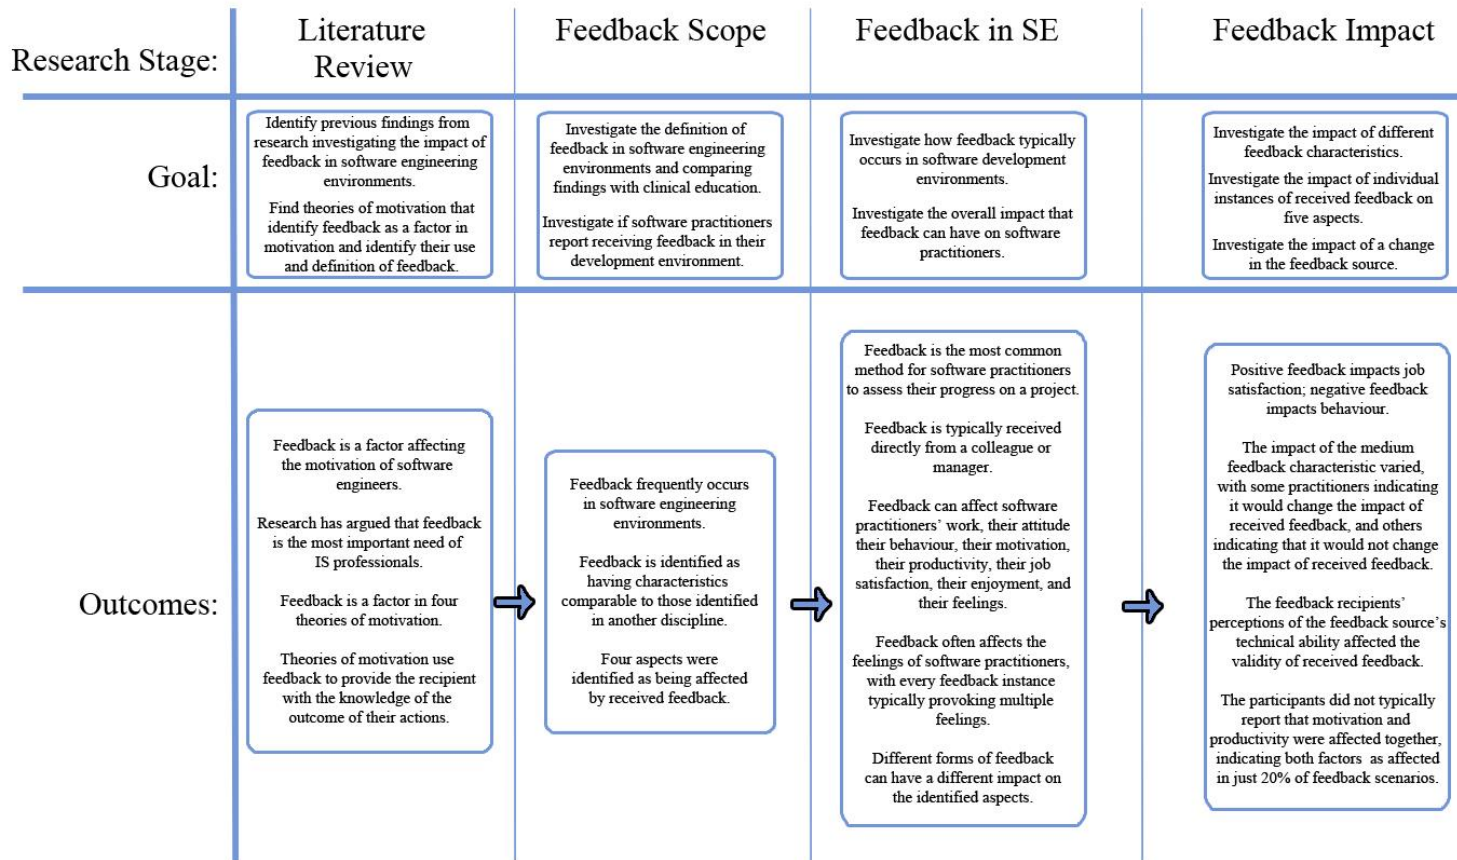 Research Stage:
Literature
Review
Feedback Scope
Feedback in SE
Feedback Impact
Goal:
Identify previous findings from
research investigating the impact of
feedback in software engineering
environments.
Find theories of motivation that
identify feedback as a factor in
motivation and identify their use
and definition of feedback.
Investigate the definition of
feedback in software engineering
environments and comparing
findings with clinical education.
Investigate if software practitioners
report receiving feedback in their
development environment.
Investigate how feedback typically
occurs in software development
environments.
Investigate the overall impact that
feedback can have on software
practitioners.
Investigate the impact of different
feedback characteristics.
Investigate the impact of individual
instances of received feedback on
five aspects.
Investigate the impact of a change
in the feedback source.
Outcomes:
Feedback is a factor affecting
the motivation of software
engineers.
Research has argued that feedback
is the most important need of
IS professionals.
Feedback is a factor in four
theories of motivation.
Theories of motivation use
feedback to provide the recipient
with the knowledge of the
outcome of their actions.
Feedback frequently occurs
in software engineering
environments.
Feedback is identified as
having characteristics
comparable to those identified
in another discipline.
Four aspects were
identified as being affected
by received feedback.
Feedback is the most common
method for software practitioners
to assess their progress on a project.
Feedback is typically received
directly from a colleague or
manager.
Feedback can affect software
practitioners' work, their attitude
their behaviour, their motivation,
their productivity, their job
satisfaction, their enjoyment, and
their feelings.
Feedback often affects the
feelings of software practitioners,
with every feedback instance
typically provoking multiple
feelings.
Different forms of feedback
can have a different impact on
the identified aspects.
Positive feedback impacts job
satisfaction; negative feedback
impacts behaviour.
The impact of the medium
feedback characteristic varied,
with some practitioners indicating
it would change the impact of
received feedback, and others
indicating that it would not change
the impact of received feedback.
The feedback recipients'
perceptions of the feedback source's
technical ability affected the
validity of received feedback.
The participants did not typically
report that motivation and
productivity were affected together,
indicating both factors as affected
in just 20% of feedback scenarios.